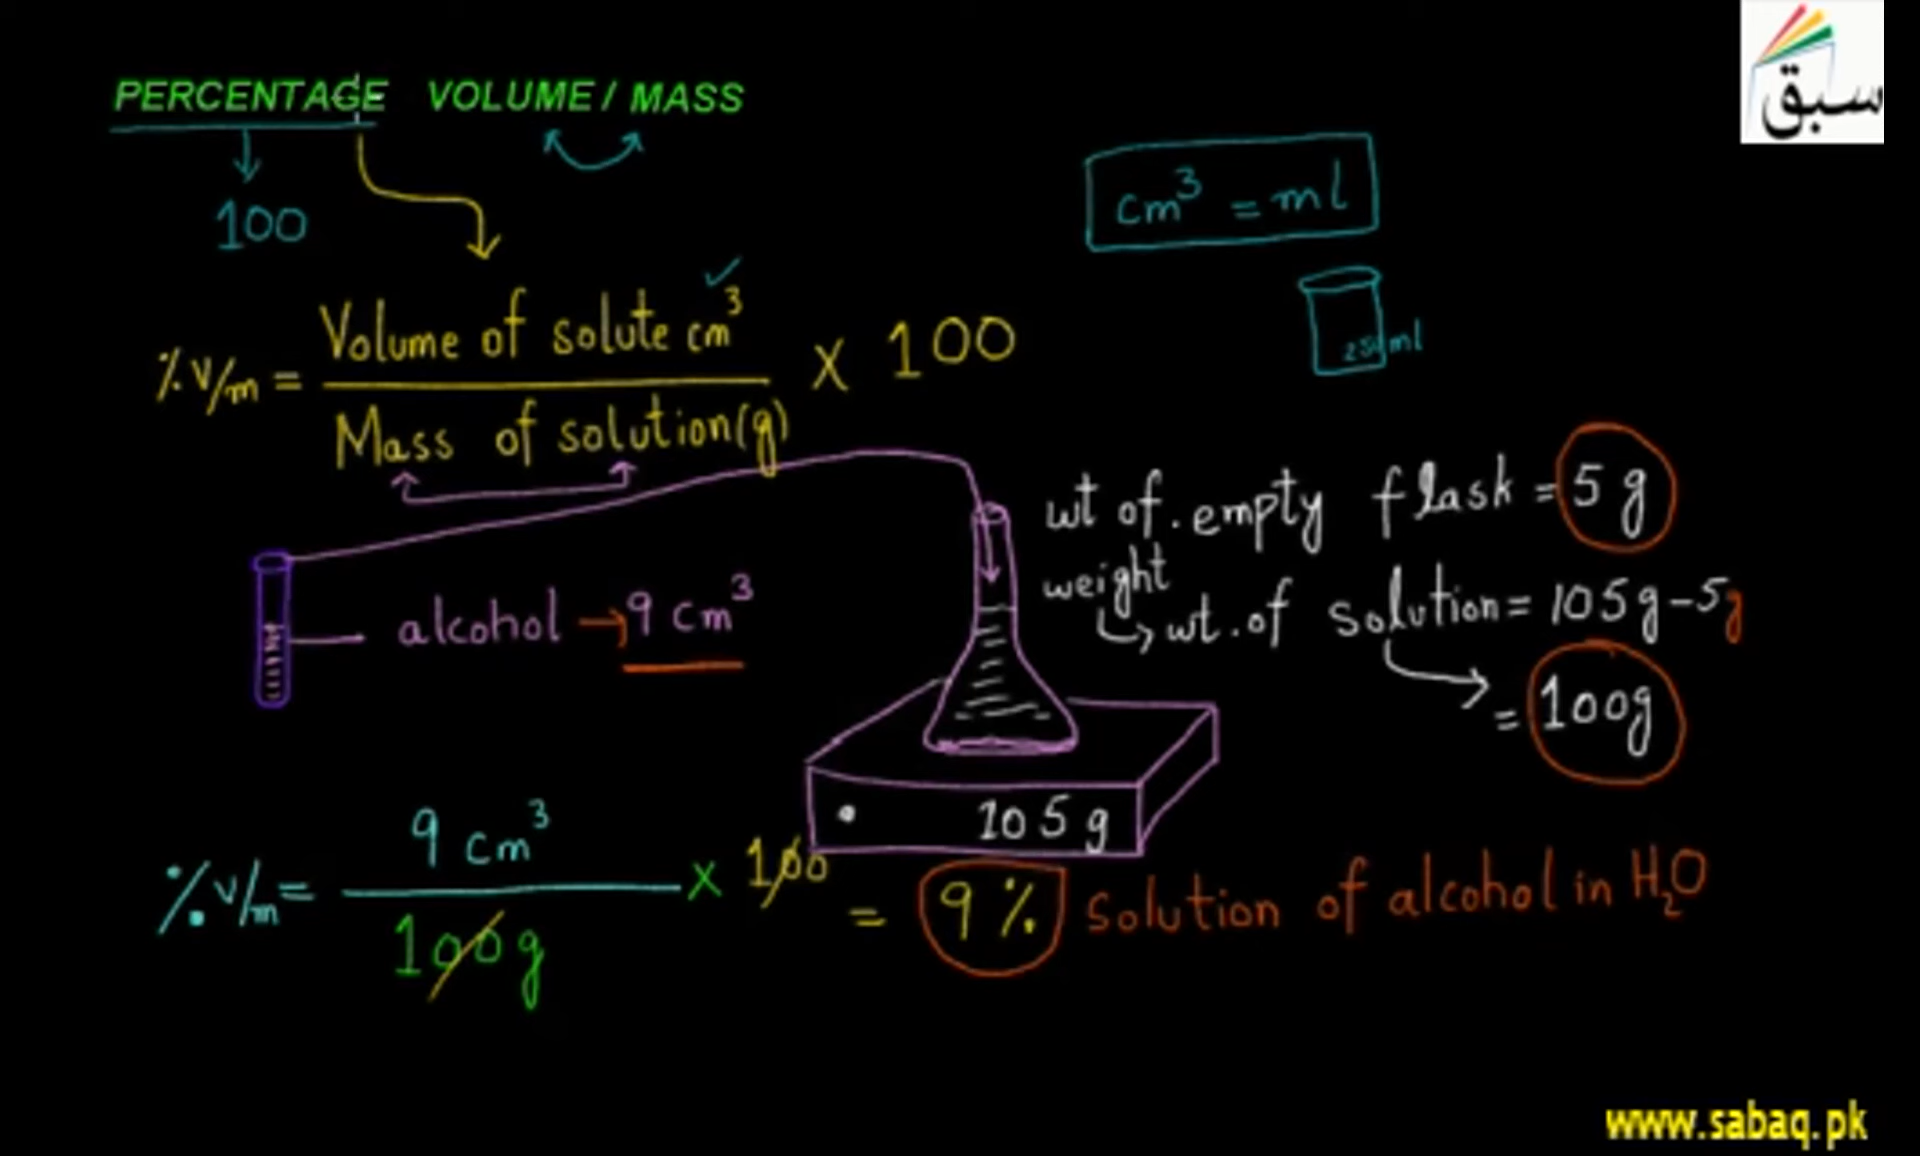 سبق
PERCENTAGE VOLUME / MASS
100
cm³ = ml
250 ml
% v/m = Volume of solute cm³ / Mass of solution (g) X 100
wt of. empty flask = 5 g
weight
wt. of solution = 105g - 5g
= 100g
alcohol → 9 cm³
105 g
% v/m = 9 cm³ / 100 g x 100 = 9 % solution of alcohol in H₂O
www.sabaq.pk